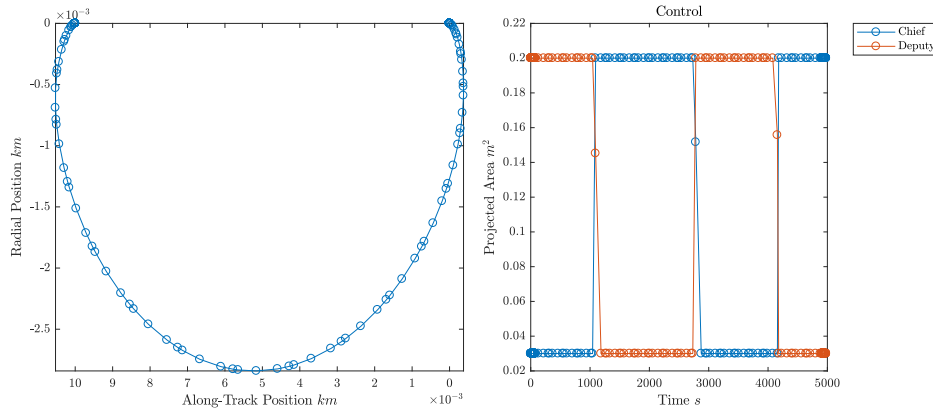 ×10⁻³
0
-0.5
-1
-1.5
-2
-2.5
Radial Position km
10 9 8 7 6 5 4 3 2 1 0
Along-Track Position km ×10⁻³
Control
0.22
0.2
0.18
0.16
0.14
0.12
0.1
0.08
0.06
0.04
0.02
Projected Area m²
0 1000 2000 3000 4000 5000
Time s
Chief
Deputy